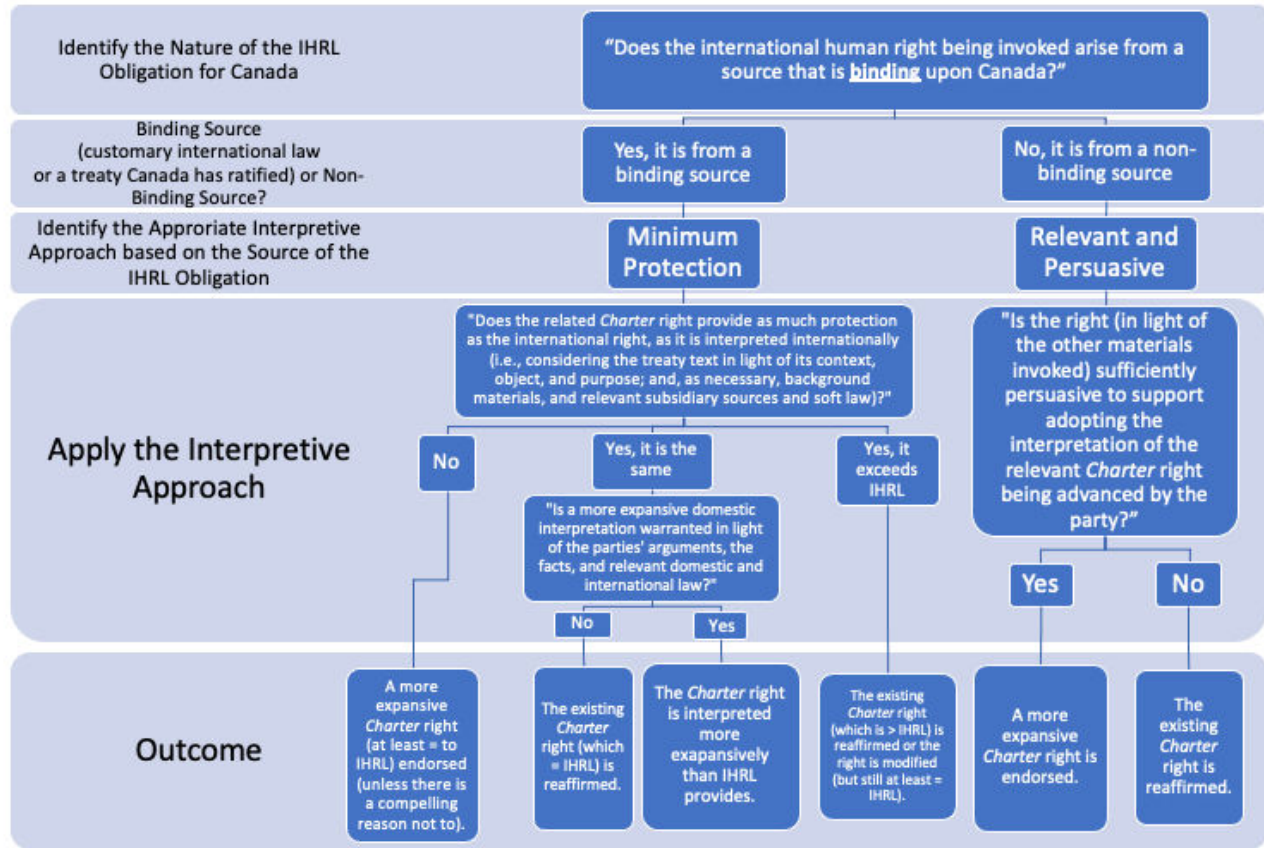 Identify the Nature of the IHRL
Obligation for Canada
“Does the international human right being invoked arise from a
source that is binding upon Canada?”
Binding Source
(customary international law
or a treaty Canada has ratified) or Non-
Binding Source?
Yes, it is from a
binding source
No, it is from a non-
binding source
Identify the Approriate Interpretive
Approach based on the Source of the
IHRL Obligation
Minimum
Protection
Relevant and
Persuasive
Apply the Interpretive
Approach
"Does the related Charter right provide as much protection
as the international right, as it is interpreted internationally
(i.e., considering the treaty text in light of its context,
object, and purpose; and, as necessary, background
materials, and relevant subsidiary sources and soft law)?"
No
Yes, it is the
same
Yes, it
exceeds
IHRL
"Is a more expansive domestic
interpretation warranted in light
of the parties' arguments, the
facts, and relevant domestic and
international law?"
No
Yes
"Is the right (in light of
the other materials
invoked) sufficiently
persuasive to support
adopting the
interpretation of the
relevant Charter right
being advanced by the
party?”
Yes
No
Outcome
A more
expansive
Charter right
(at least = to
IHRL) endorsed
(unless there is
a compelling
reason not to).
The existing
Charter
right (which
= IHRL) is
reaffirmed.
The Charter right
is interpreted
more
exapansively
than IHRL
provides.
The existing
Charter right
(which is > IHRL) is
reaffirmed or the
right is modified
(but still at least =
IHRL).
A more
expansive
Charter right is
endorsed.
The
existing
Charter
right is
reaffirmed.